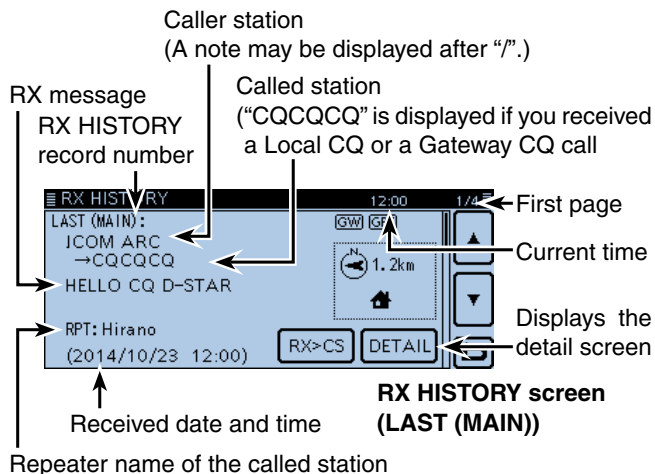 Caller station
(A note may be displayed after “/”.)
Called station
(“CQCQCQ” is displayed if you received
a Local CQ or a Gateway CQ call
RX message
RX HISTORY
record number
RX HISTORY 12:00 1/4
First page
LAST (MAIN):
GW
JCOM ARC
→CQCQCQ
N
1.2km
Current time
HELLO CQ D-STAR
RPT: Hirano
(2014/10/23 12:00)
RX>CS DETAIL
Displays the
detail screen
RX HISTORY screen
(LAST (MAIN))
Received date and time
Repeater name of the called station